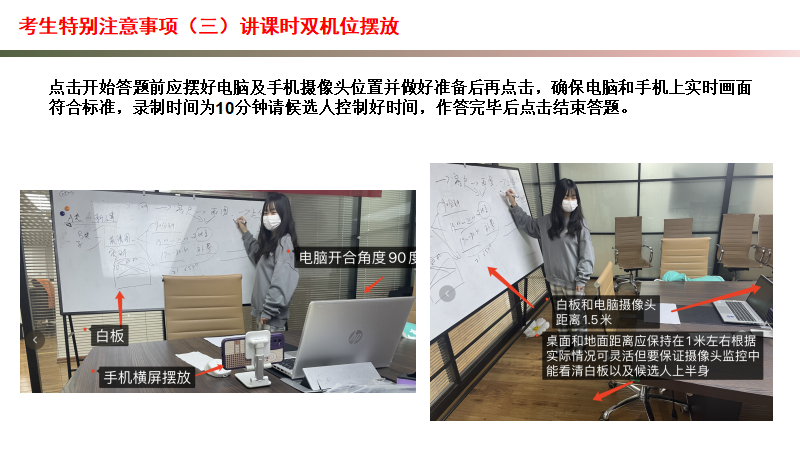 考生特别注意事项（三）讲课时双机位摆放
点击开始答题前应摆好电脑及手机摄像头位置并做好准备后再点击，确保电脑和手机上实时画面
符合标准，录制时间为10分钟请候选人控制好时间，作答完毕后点击结束答题。
电脑开合角度90度
白板
手机横屏摆放
白板和电脑摄像头
距离1.5米
桌面和地面距离应保持在1米左右根据
实际情况可灵活但要保证摄像头监控中
能看清白板以及候选人上半身